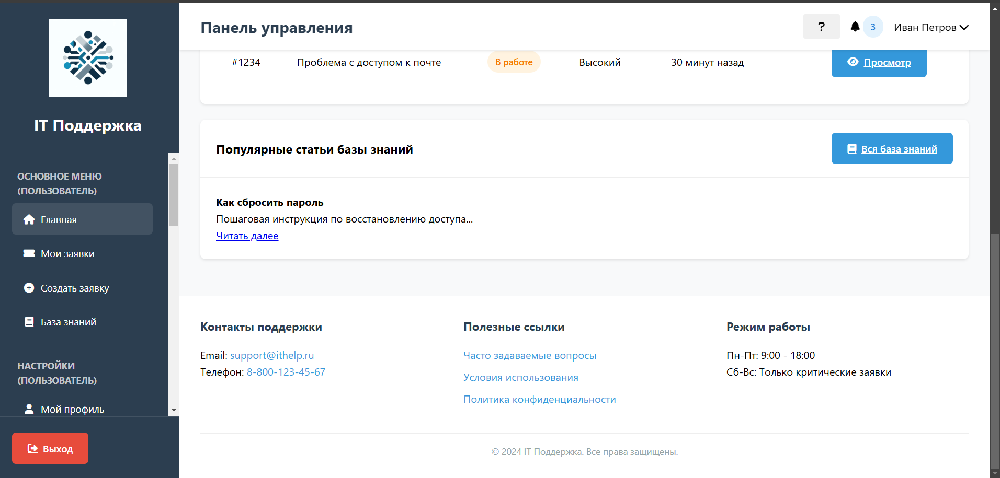 IT Поддержка
ОСНОВНОЕ МЕНЮ
(ПОЛЬЗОВАТЕЛЬ)
Главная
Мои заявки
Создать заявку
База знаний
НАСТРОЙКИ
(ПОЛЬЗОВАТЕЛЬ)
Мой профиль
Выход
Панель управления
?
3
Иван Петров
#1234 Проблема с доступом к почте В работе Высокий 30 минут назад Просмотр
Популярные статьи базы знаний
Вся база знаний
Как сбросить пароль
Пошаговая инструкция по восстановлению доступа...
Читать далее
Контакты поддержки
Email: support@ithelp.ru
Телефон: 8-800-123-45-67
Полезные ссылки
Часто задаваемые вопросы
Условия использования
Политика конфиденциальности
Режим работы
Пн-Пт: 9:00 - 18:00
Сб-Вс: Только критические заявки
© 2024 IT Поддержка. Все права защищены.